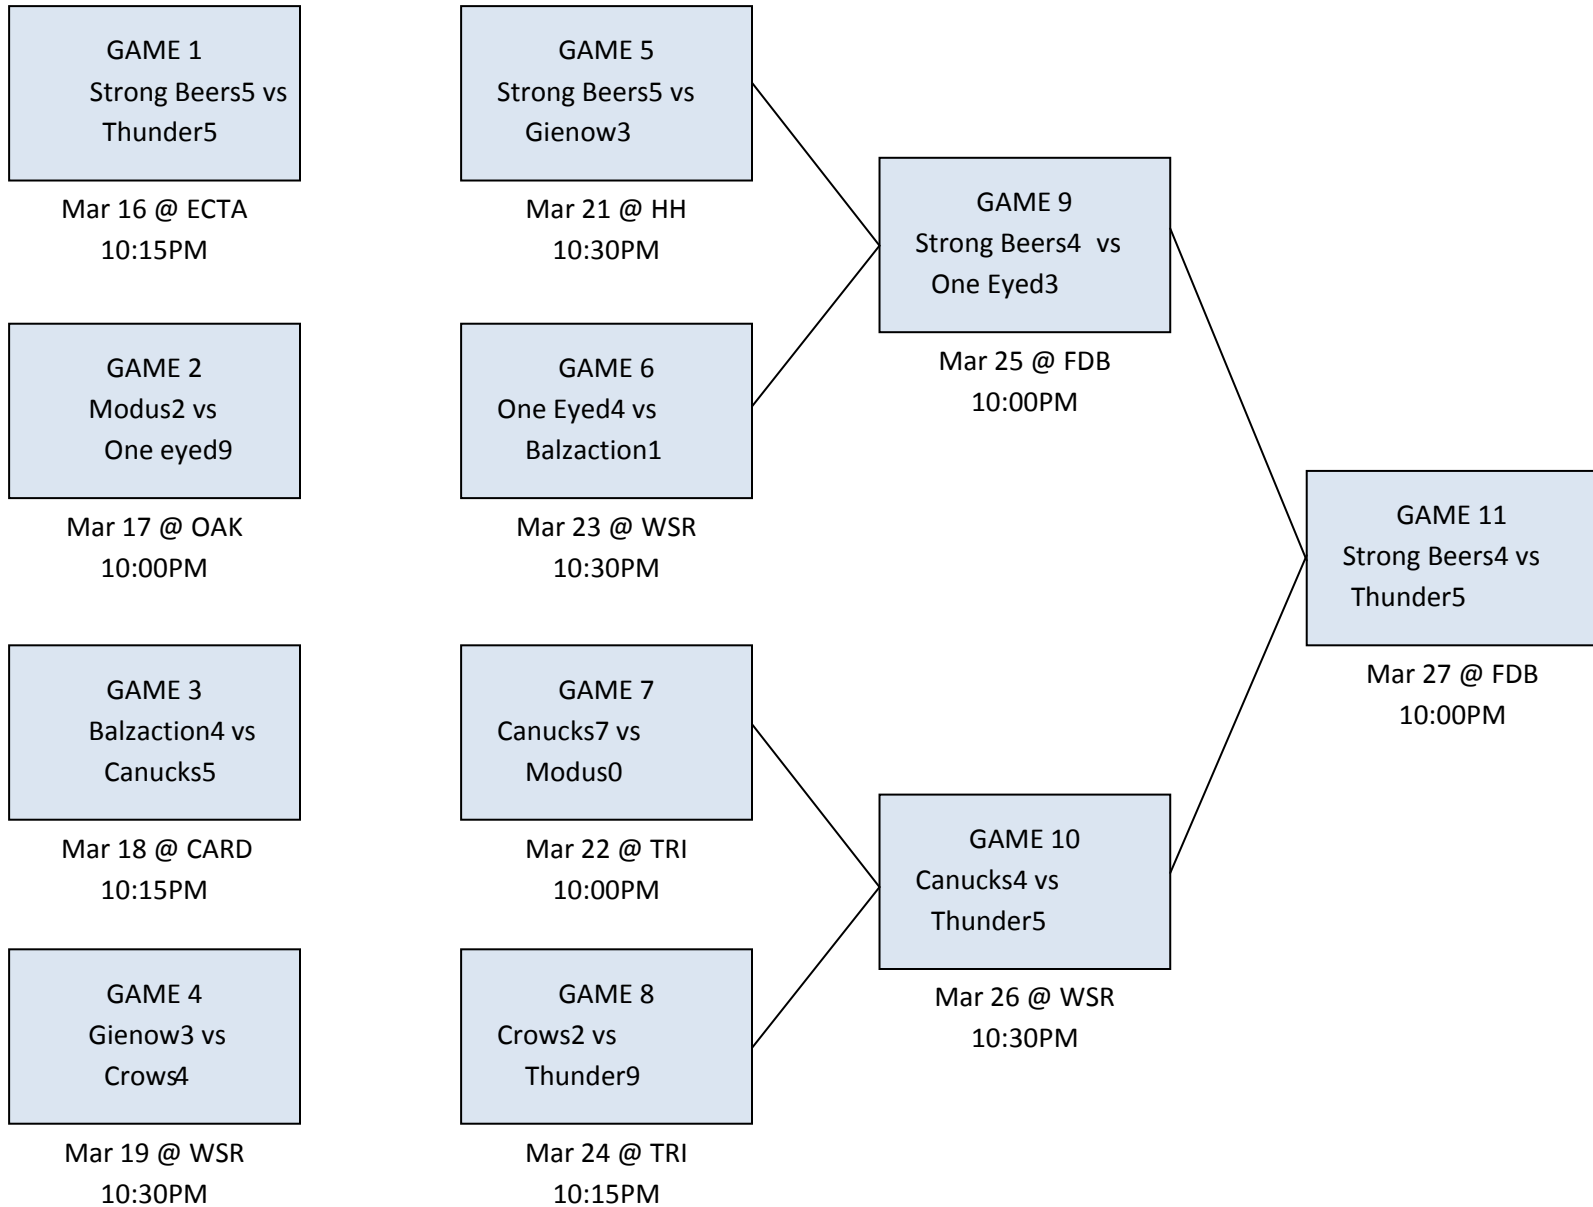 GAME 1
Strong Beers5 vs
Thunder5
Mar 16 @ ECTA
10:15PM
GAME 2
Modus2 vs
One eyed9
Mar 17 @ OAK
10:00PM
GAME 3
Balzaction4 vs
Canucks5
Mar 18 @ CARD
10:15PM
GAME 4
Gienow3 vs
Crows4
Mar 19 @ WSR
10:30PM
GAME 5
Strong Beers5 vs
Gienow3
Mar 21 @ HH
10:30PM
GAME 6
One Eyed4 vs
Balzaction1
Mar 23 @ WSR
10:30PM
GAME 7
Canucks7 vs
Modus0
Mar 22 @ TRI
10:00PM
GAME 8
Crows2 vs
Thunder9
Mar 24 @ TRI
10:15PM
GAME 9
Strong Beers4 vs
One Eyed3
Mar 25 @ FDB
10:00PM
GAME 10
Canucks4 vs
Thunder5
Mar 26 @ WSR
10:30PM
GAME 11
Strong Beers4 vs
Thunder5
Mar 27 @ FDB
10:00PM